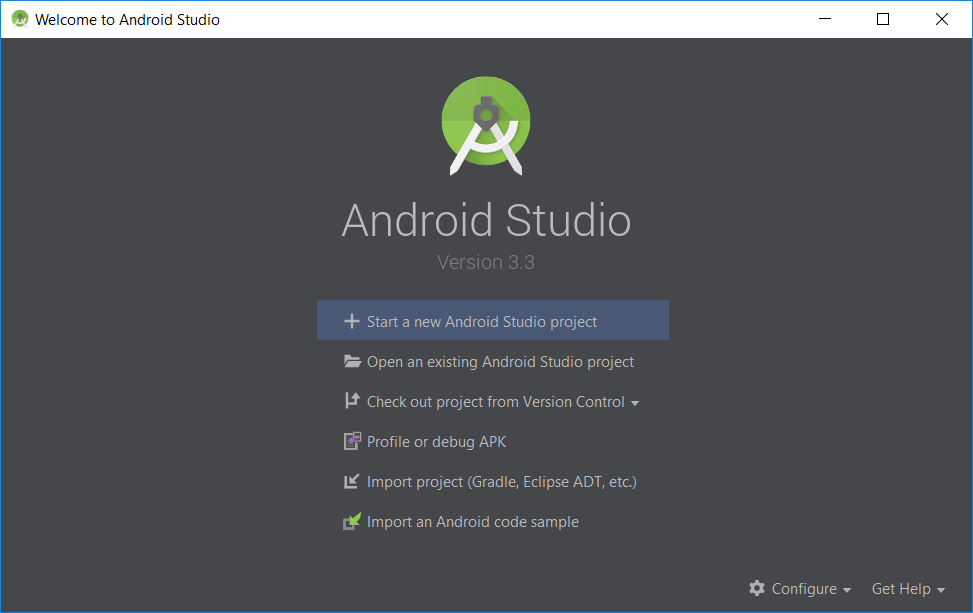 Welcome to Android Studio
Android Studio
Version 3.3
Start a new Android Studio project
Open an existing Android Studio project
Check out project from Version Control
Profile or debug APK
Import project (Gradle, Eclipse ADT, etc.)
Import an Android code sample
Configure Get Help